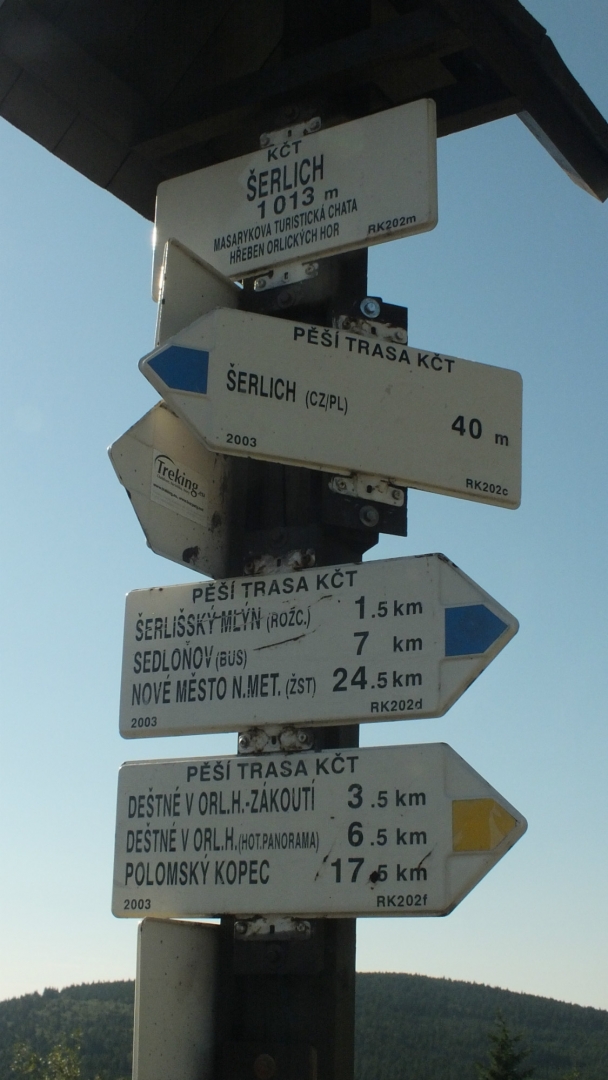 KČT
ŠERLICH
1013 m
MASARYKOVA TURISTICKÁ CHATA
HŘEBEN ORLICKÝCH HOR
RK202m
PĚŠÍ TRASA KČT
ŠERLICH (CZ/PL) 40 m
2003 RK202c
Treking
PĚŠÍ TRASA KČT
ŠERLIŠSKÝ MLÝN (ROZC.) 1.5 km
SEDLOŇOV (BUS) 7 km
NOVÉ MĚSTO N.MET. (ŽST) 24.5 km
2003 RK202d
PĚŠÍ TRASA KČT
DEŠTNÉ V ORL.H.-ZÁKOUTÍ 3.5 km
DEŠTNÉ V ORL.H.(HOT.PANORAMA) 6.5 km
POLOMSKÝ KOPEC 17.5 km
2003 RK202f